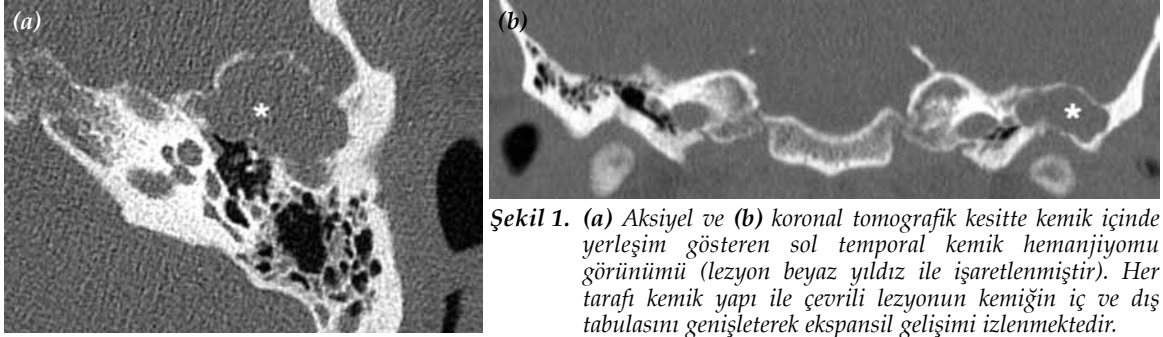 (a)
(b)
*
*
Şekil 1. (a) Aksiyel ve (b) koronal tomografik kesitte kemik içinde
yerleşim gösteren sol temporal kemik hemanjiyomu
görünümü (lezyon beyaz yıldız ile işaretlenmiştir). Her
tarafı kemik yapı ile çevrili lezyonun kemiğin iç ve dış
tabulasını genişleterek ekspansil gelişimi izlenmektedir.